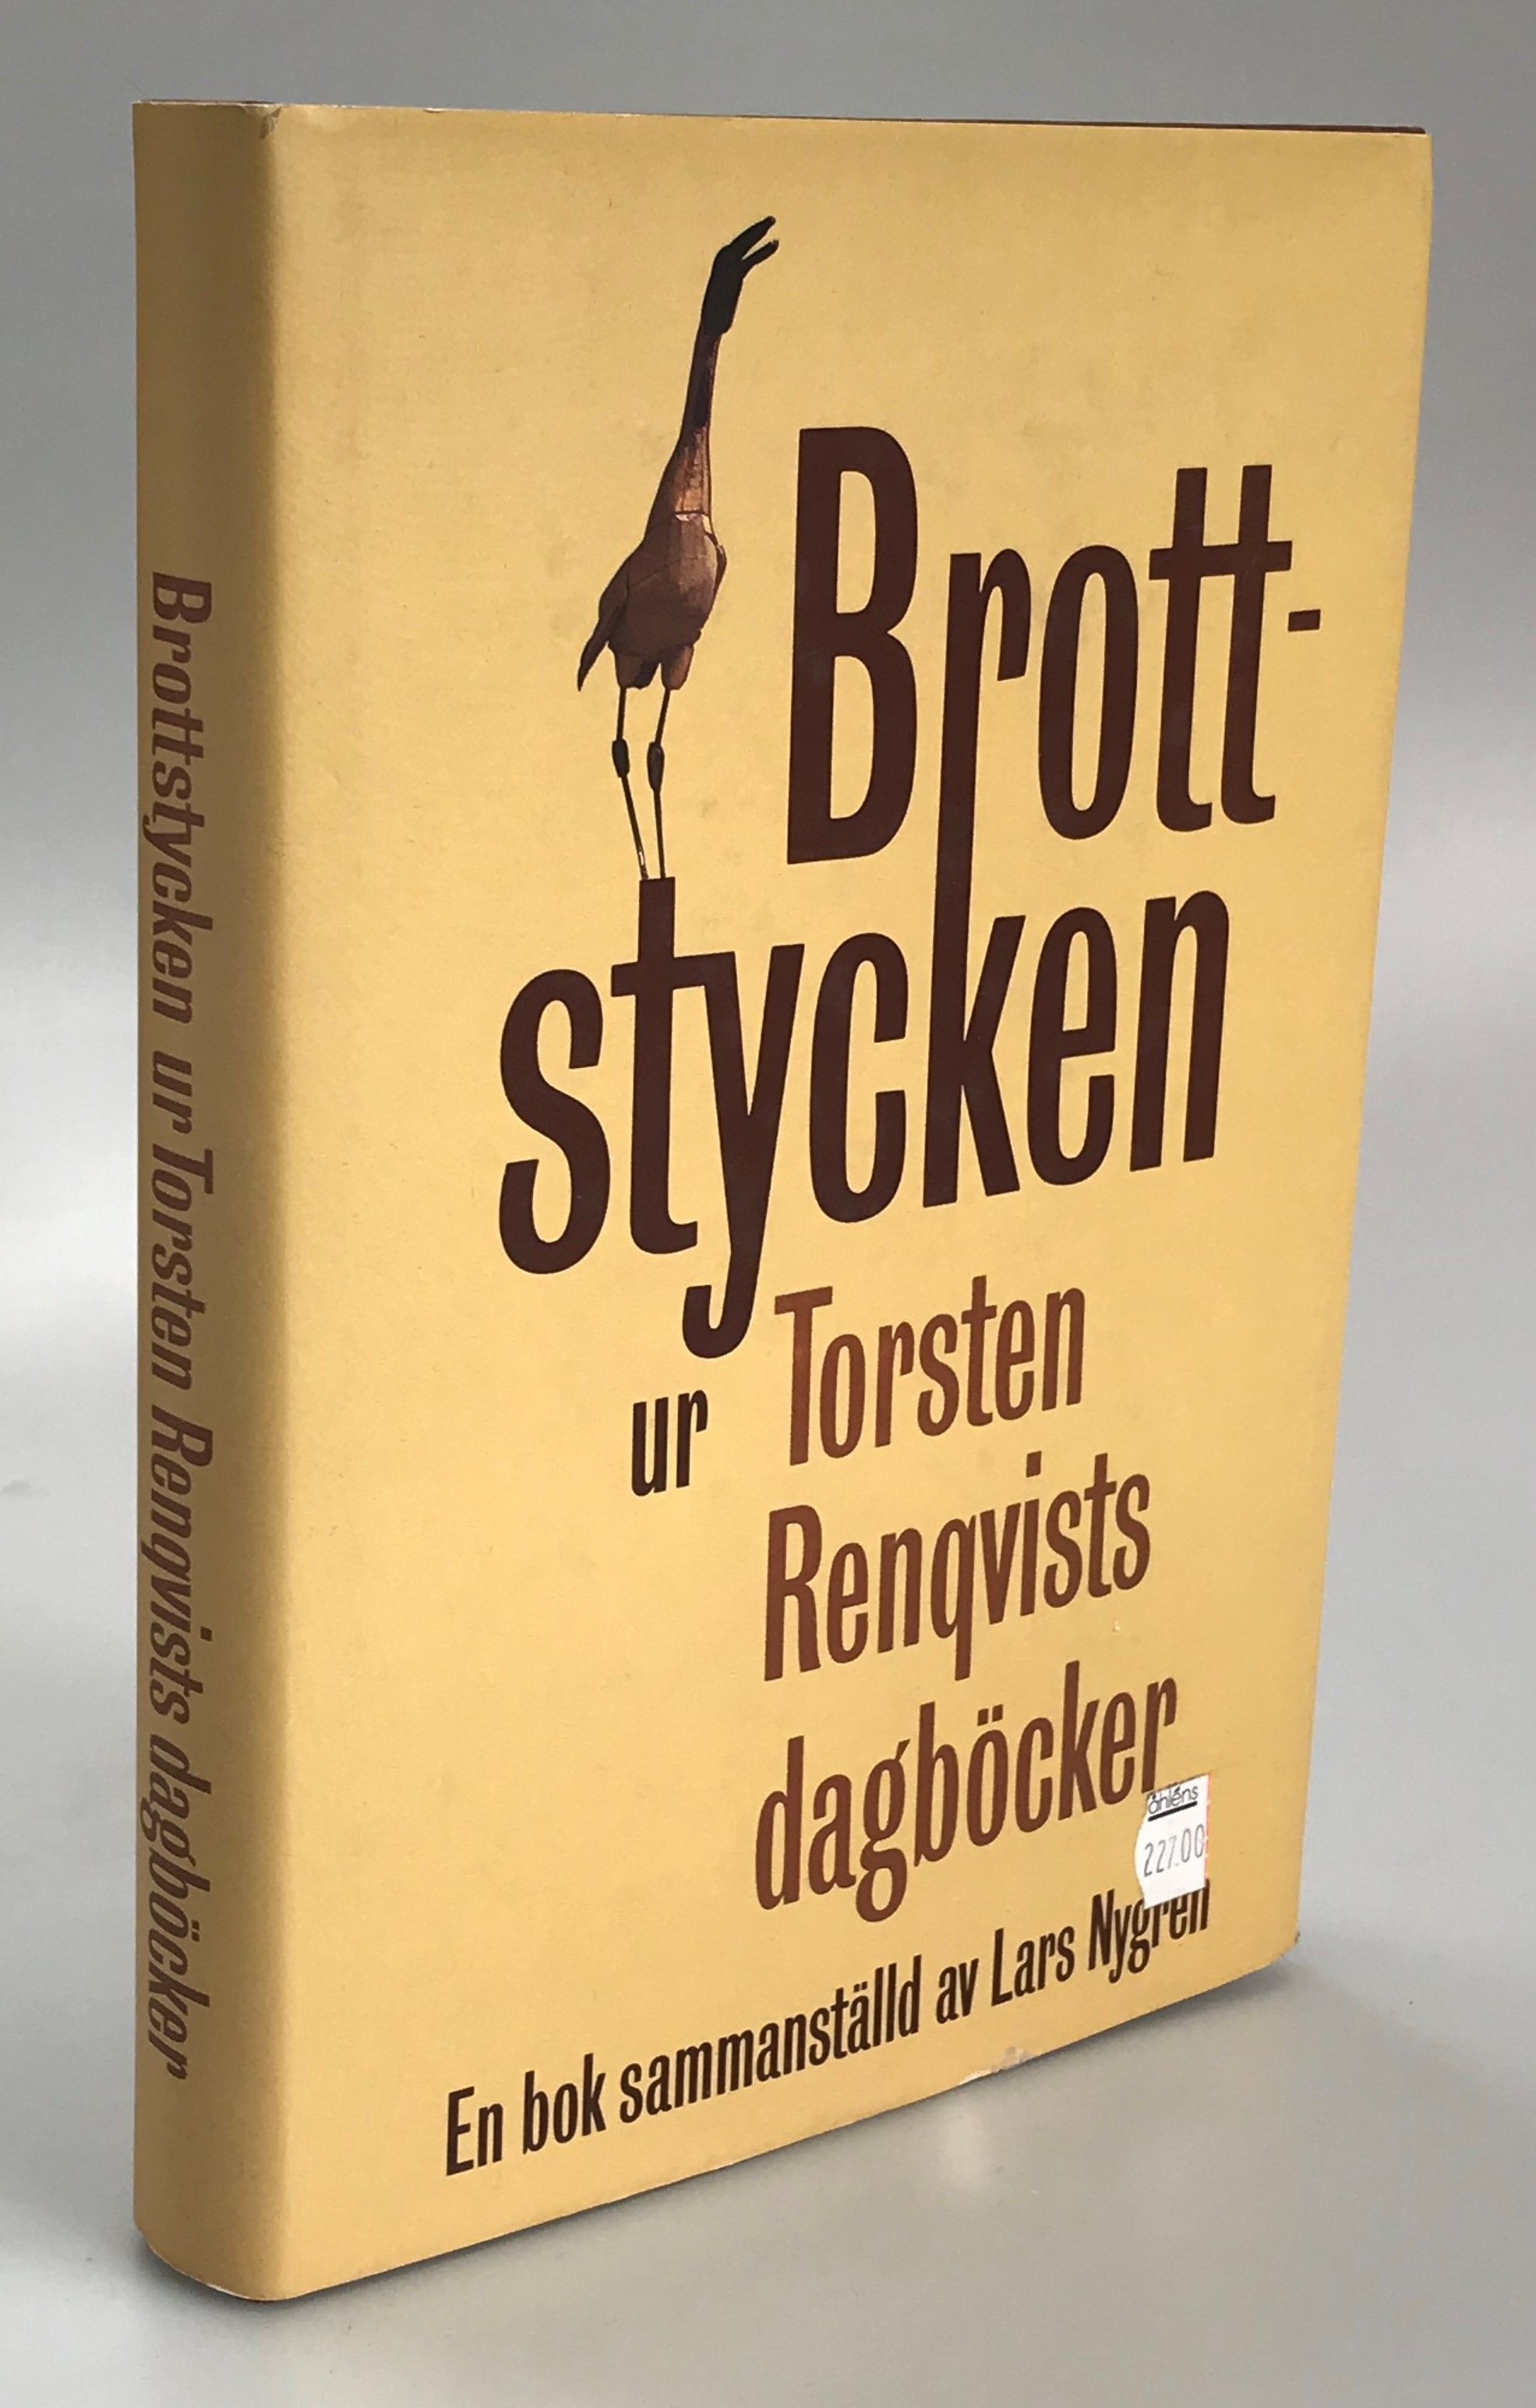 Brott-
stycken
ur Torsten
Renqvists
dagböcker
åhléns
227.00
En bok sammanställd av Lars Nygren
Brottstycken ur Torsten Renqvists dagböcker